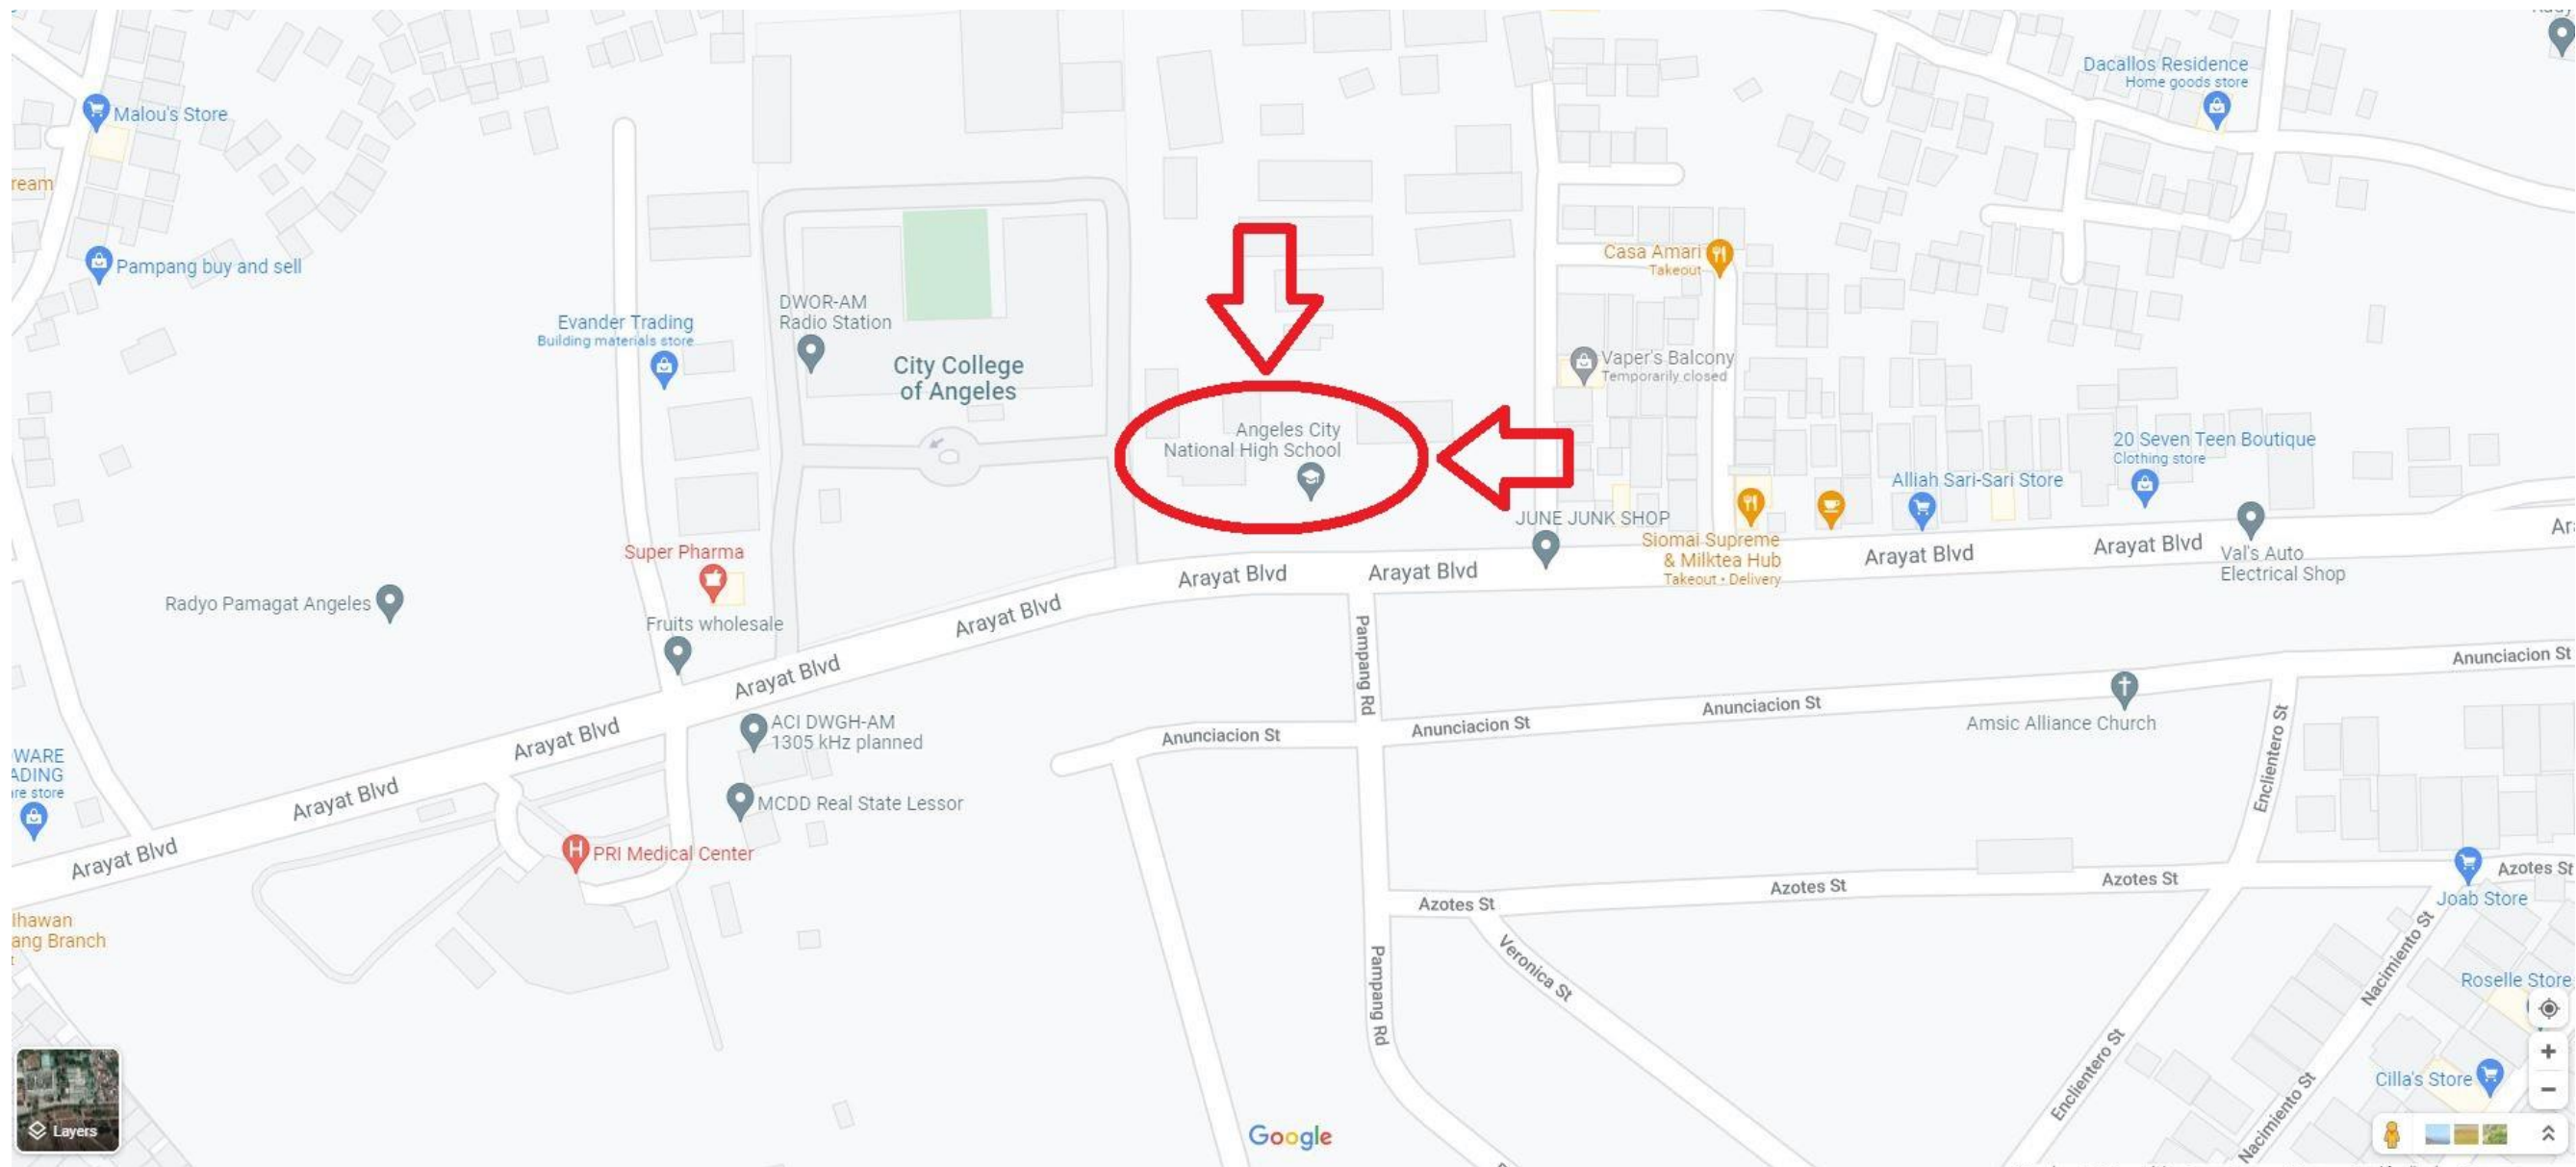 Dacallos Residence
Home goods store
Malou's Store
ream
Pampang buy and sell
Casa Amari
Takeout
DWOR-AM
Radio Station
Evander Trading
Building materials store
City College
of Angeles
Vaper's Balcony
Temporarily closed
Angeles City
National High School
20 Seven Teen Boutique
Clothing store
Alliah Sari-Sari Store
JUNE JUNK SHOP
Siomai Supreme
& Milktea Hub
Takeout • Delivery
Super Pharma
Arayat Blvd
Arayat Blvd
Val's Auto
Electrical Shop
Ar
Arayat Blvd
Arayat Blvd
Radyo Pamagat Angeles
Fruits wholesale
Arayat Blvd
Arayat Blvd
Pampang Rd
Anunciacion St
Anunciacion St
Anunciacion St
Anunciacion St
Amsic Alliance Church
ACI DWGH-AM
1305 kHz planned
Arayat Blvd
Enclientero St
WARE
ADING
re store
Arayat Blvd
MCDD Real State Lessor
Arayat Blvd
PRI Medical Center
Azotes St
Azotes St
Azotes St
Azotes St
Joab Store
lhawan
ang Branch
Veronica St
Pampang Rd
Nacimiento St
Roselle Store
Enclientero St
Cilla's Store
Nacimiento St
Layers
Google